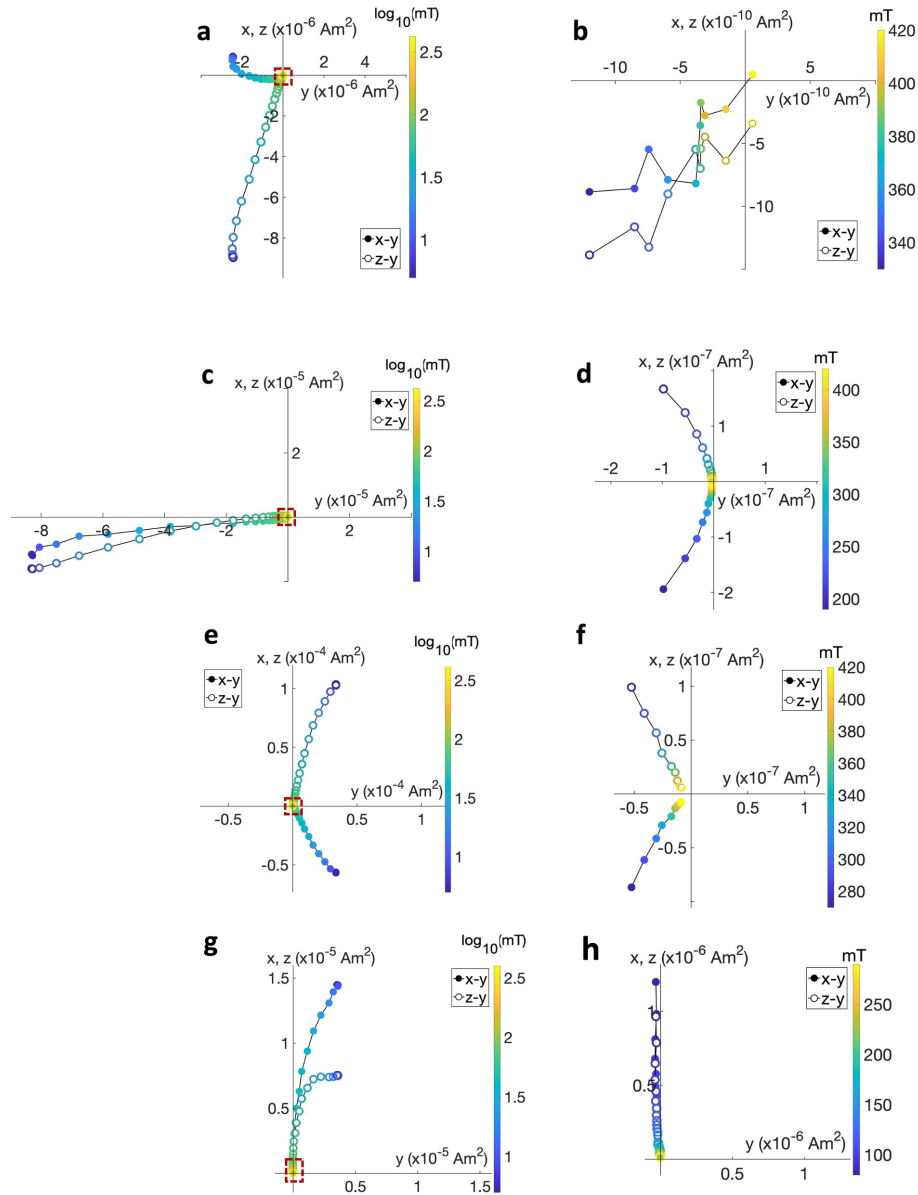 a
x, z (x10-6 Am2)
log10(mT)
-2 2 4
y (x10-6 Am2)
-2
-4
-6
-8
x-y
z-y
2.5
2
1.5
1
b
x, z (x10-10 Am2)
mT
-10 -5 5
y (x10-10 Am2)
-5
-10
x-y
z-y
420
400
380
360
340
c
x, z (x10-5 Am2)
log10(mT)
x-y
z-y
2
y (x10-5 Am2)
-8 -6 -4 -2 2
2.5
2
1.5
1
d
x, z (x10-7 Am2)
mT
x-y
z-y
1
-2 -1 1
y (x10-7 Am2)
-1
-2
400
350
300
250
200
e
x, z (x10-4 Am2)
log10(mT)
x-y
z-y
1
0.5
y (x10-4 Am2)
-0.5 0.5 1
-0.5
2.5
2
1.5
1
f
x, z (x10-7 Am2)
mT
x-y
z-y
1
0.5
y (x10-7 Am2)
-0.5 0.5 1
-0.5
420
400
380
360
340
320
300
280
g
x, z (x10-5 Am2)
log10(mT)
x-y
z-y
1.5
1
0.5
y (x10-5 Am2)
0.5 1 1.5
2.5
2
1.5
1
h
x, z (x10-6 Am2)
mT
x-y
z-y
1
0.5
y (x10-6 Am2)
0.5 1
250
200
150
100